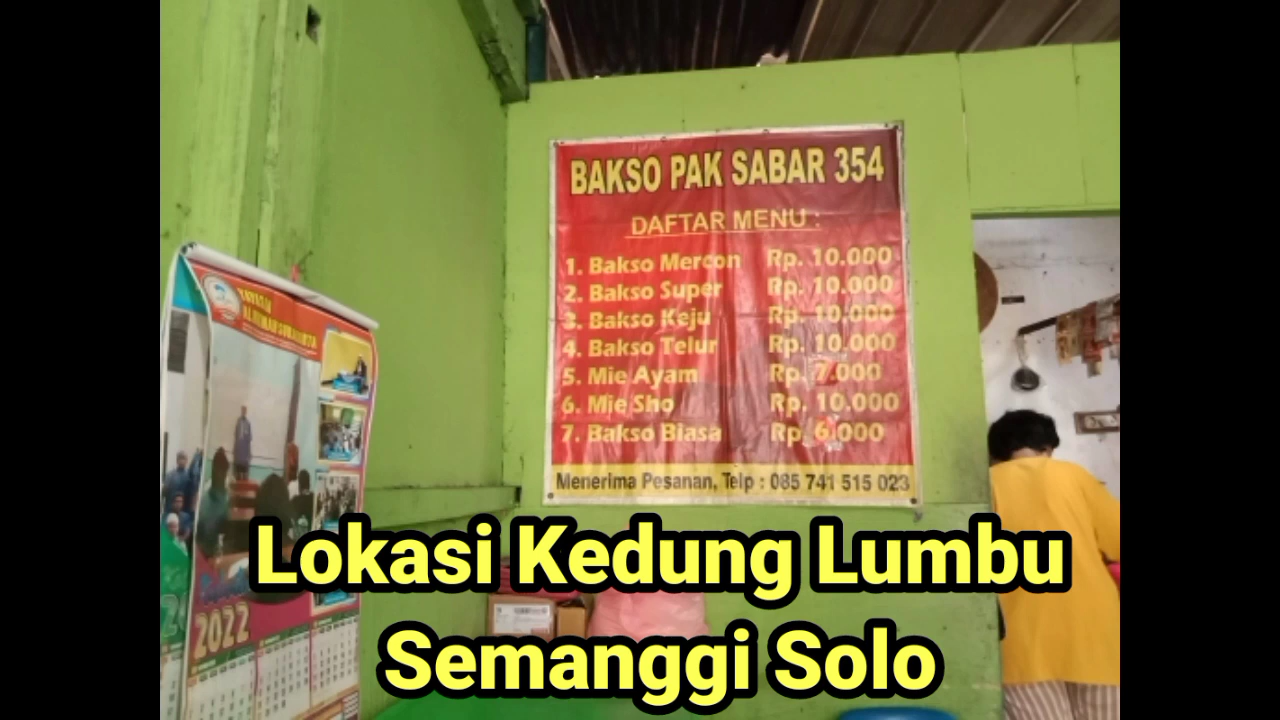 BAKSO PAK SABAR 354
DAFTAR MENU :
1. Bakso Mercon Rp. 10.000
2. Bakso Super Rp. 10.000
3. Bakso Keju Rp. 10.000
4. Bakso Telur Rp. 10.000
5. Mie Ayam Rp. 7.000
6. Mie Sho Rp. 10.000
7. Bakso Biasa Rp. 6.000
Menerima Pesanan, Telp : 085 741 515 023
YAYASAN
2022
Lokasi Kedung Lumbu
Semanggi Solo